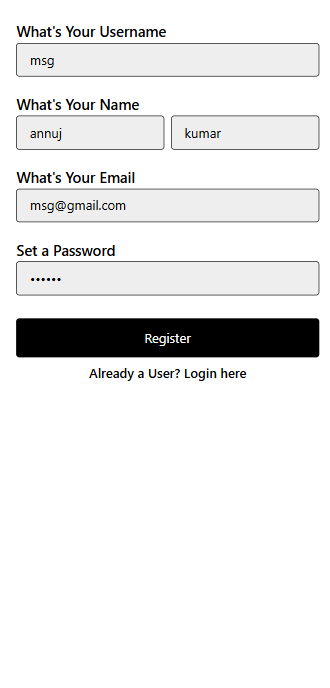 What's Your Username
msg
What's Your Name
annuj kumar
What's Your Email
msg@gmail.com
Set a Password
••••••
Register
Already a User? Login here